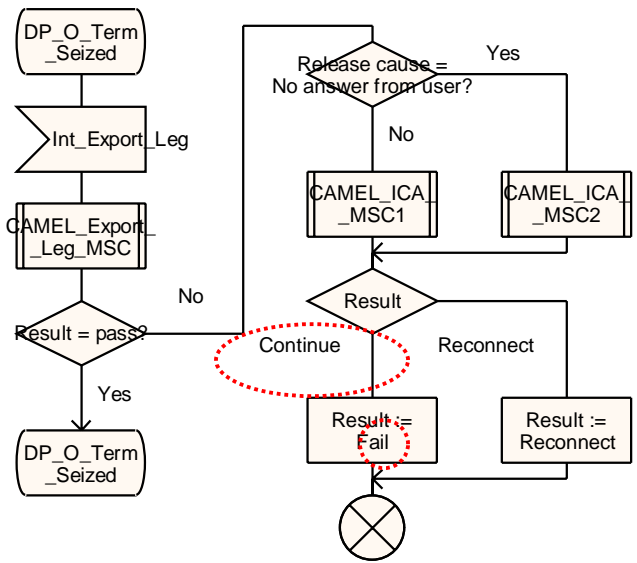 DP_O_Term
_Seized
Int_Export_Leg
CAMEL_Export_
_Leg_MSC
Result = pass?
No
Yes
DP_O_Term
_Seized
Release cause =
No answer from user?
Yes
No
CAMEL_ICA_
_MSC1
CAMEL_ICA_
_MSC2
Result
Continue
Reconnect
Result :=
Fail
Result :=
Reconnect